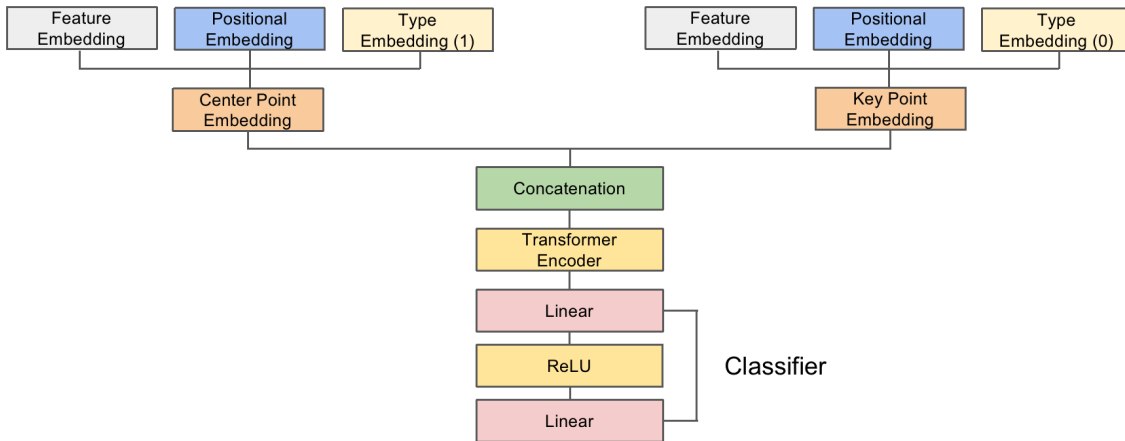 Feature
Embedding
Positional
Embedding
Type
Embedding (1)
Feature
Embedding
Positional
Embedding
Type
Embedding (0)
Center Point
Embedding
Key Point
Embedding
Concatenation
Transformer
Encoder
Linear
ReLU
Classifier
Linear